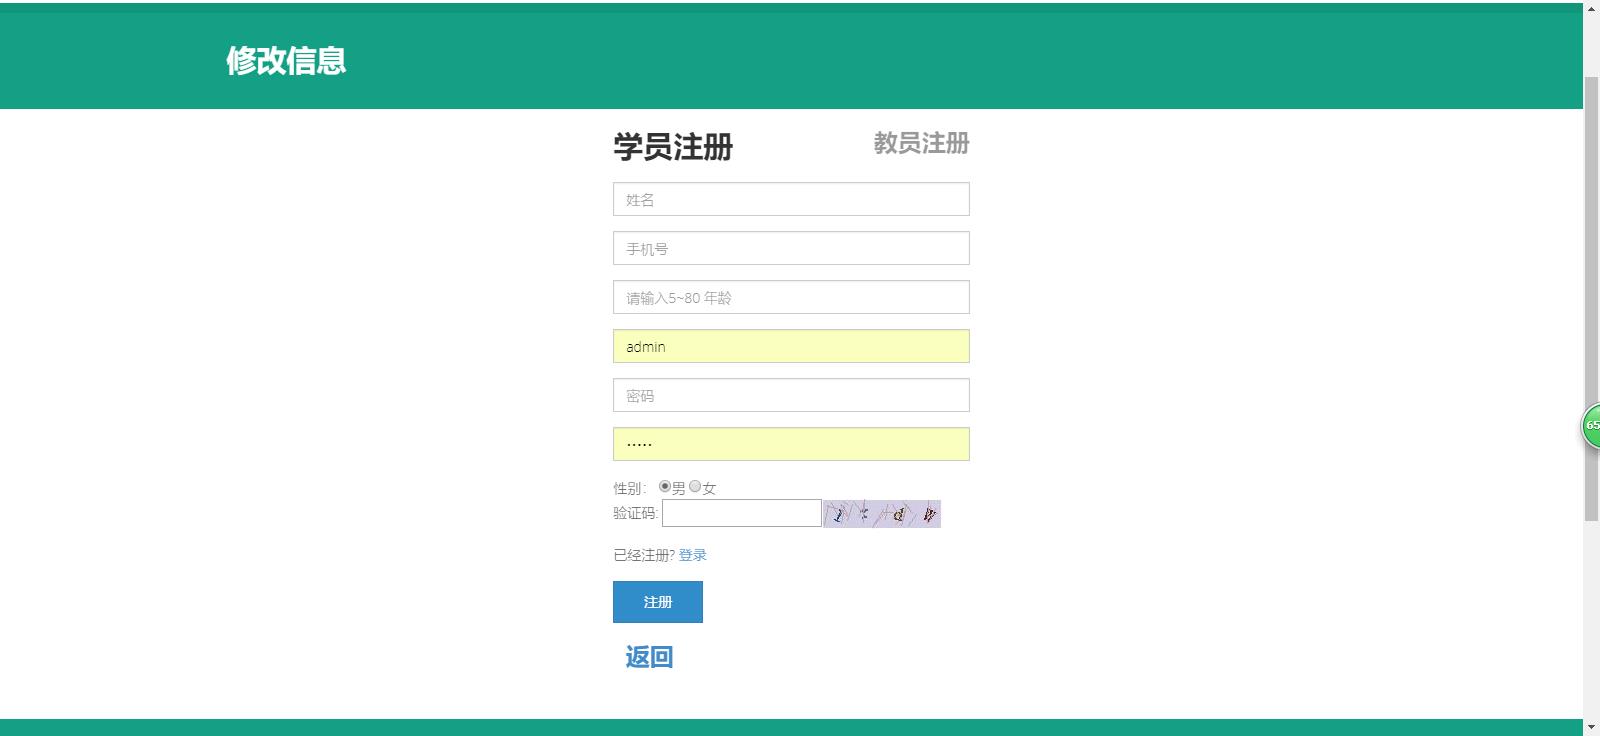 修改信息
学员注册 教员注册
姓名
手机号
请输入5~80 年龄
admin
密码
·····
性别： 男 女
验证码:
已经注册? 登录
注册
返回
65